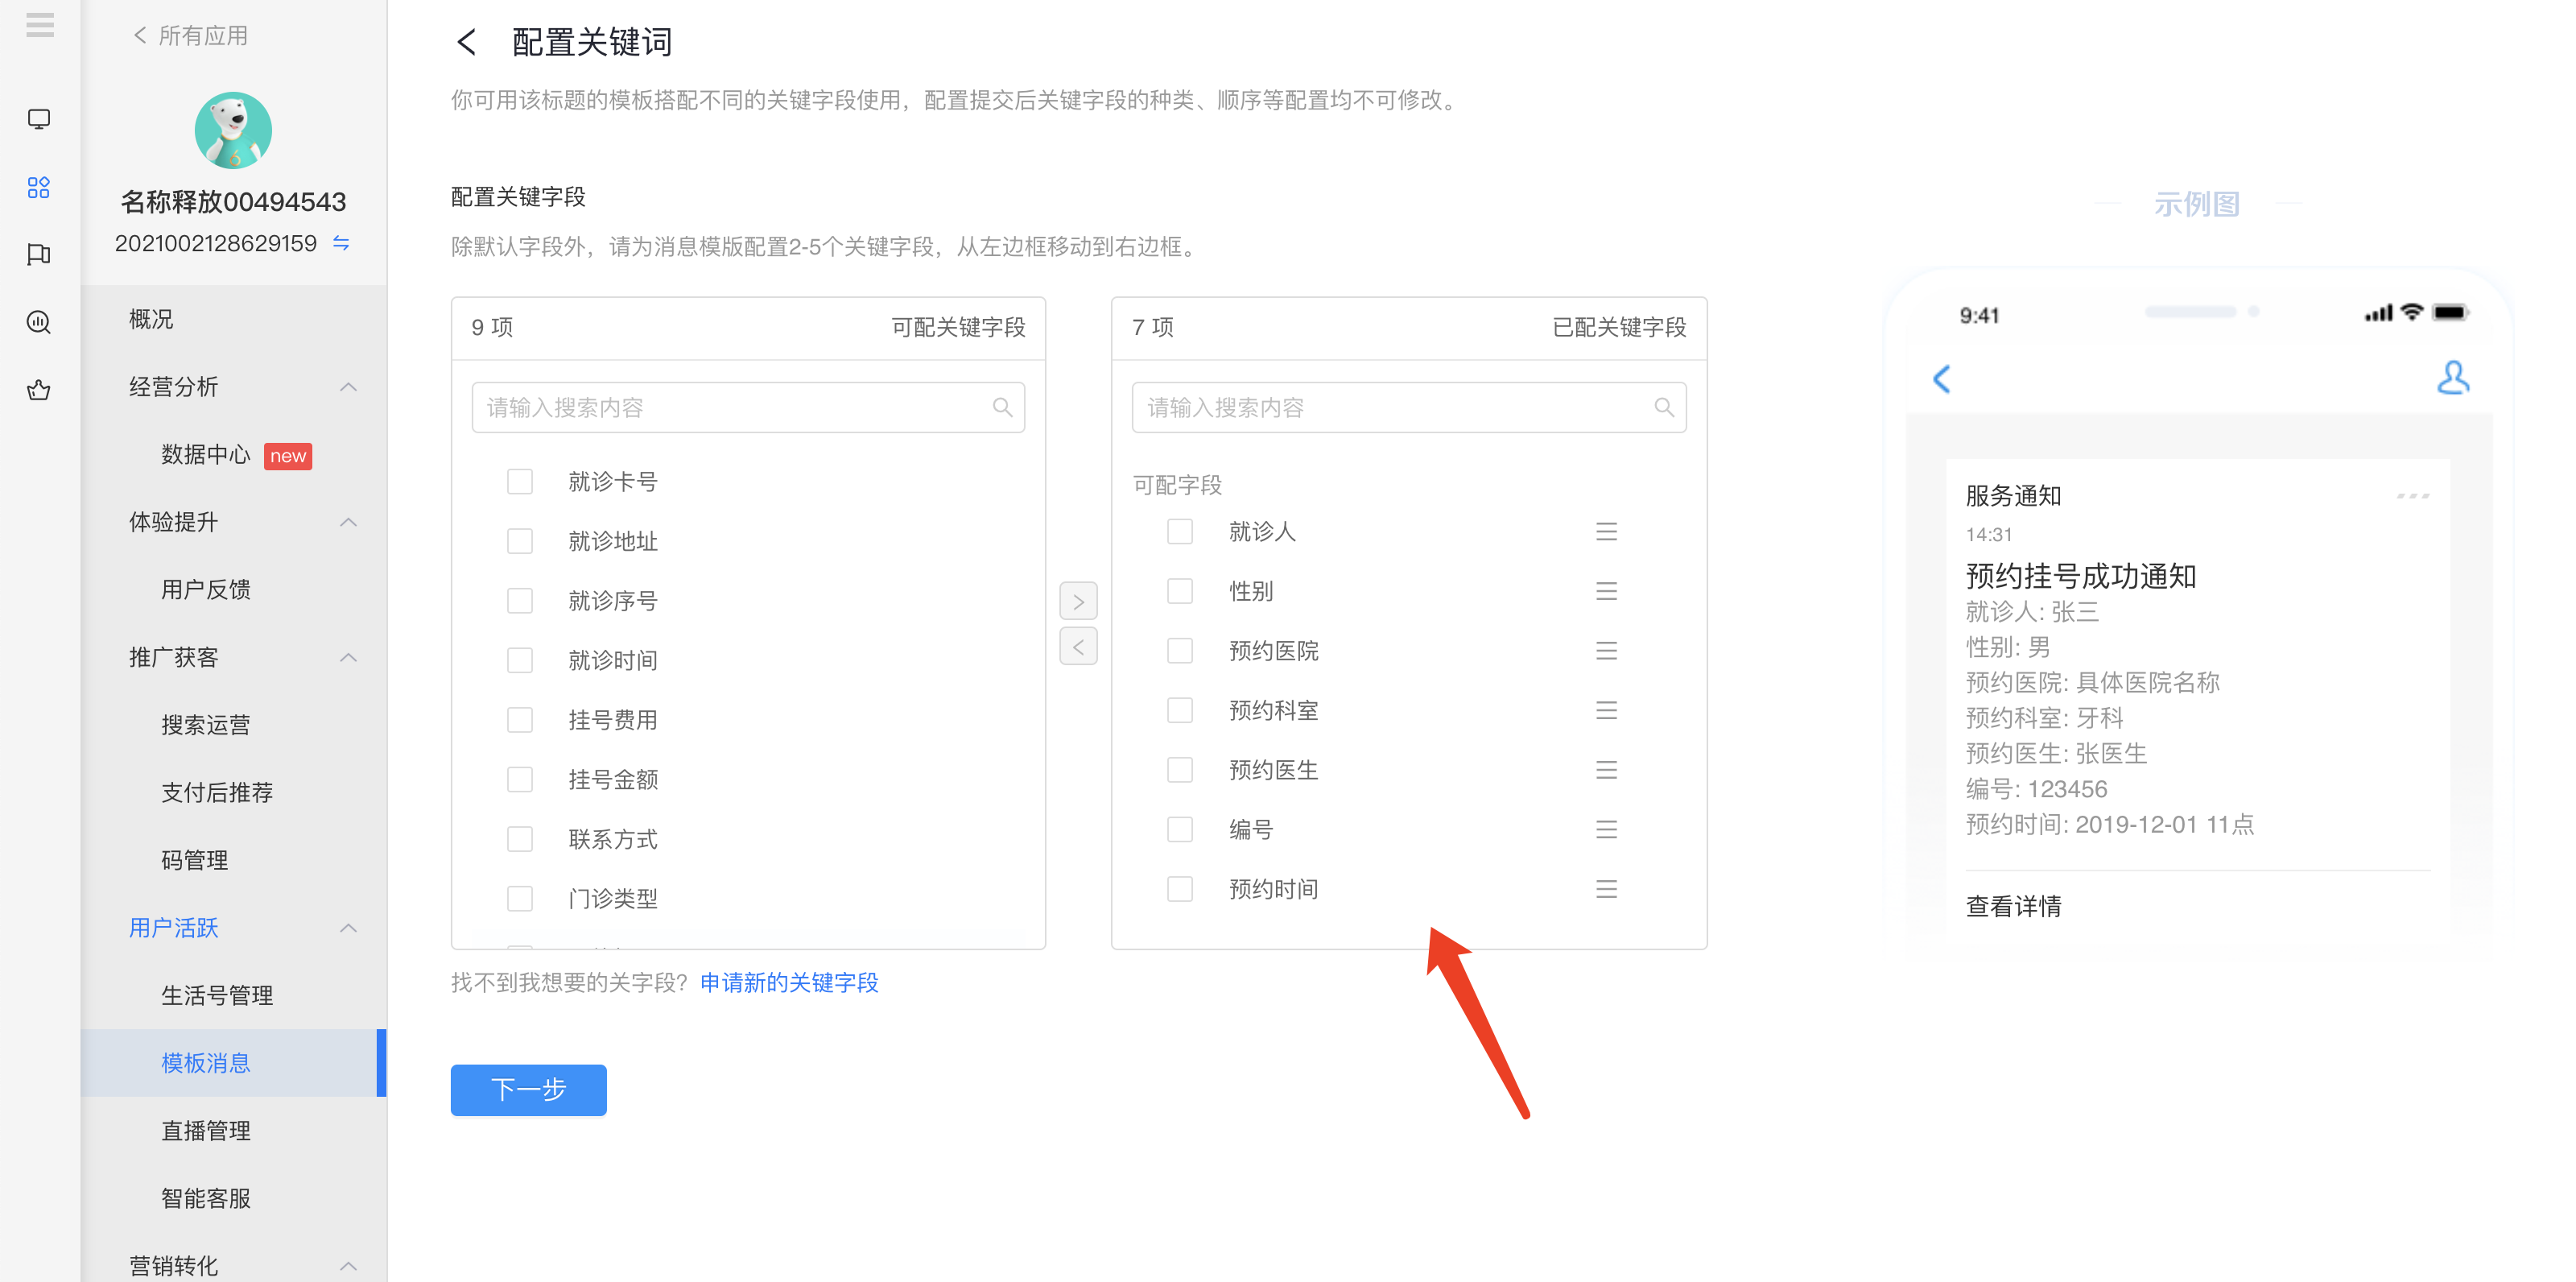 所有应用
名称释放00494543
2021002128629159
概况
经营分析
数据中心 new
体验提升
用户反馈
推广获客
搜索运营
支付后推荐
码管理
用户活跃
生活号管理
模板消息
直播管理
智能客服
营销转化
配置关键词
你可用该标题的模板搭配不同的关键字段使用，配置提交后关键字段的种类、顺序等配置均不可修改。
配置关键字段
除默认字段外，请为消息模版配置2-5个关键字段，从左边框移动到右边框。
9 项 可配关键字段
请输入搜索内容
就诊卡号
就诊地址
就诊序号
就诊时间
挂号费用
挂号金额
联系方式
门诊类型
7 项 已配关键字段
请输入搜索内容
可配字段
就诊人
性别
预约医院
预约科室
预约医生
编号
预约时间
找不到我想要的关字段？ 申请新的关键字段
下一步
示例图
9:41
服务通知
14:31
预约挂号成功通知
就诊人: 张三
性别: 男
预约医院: 具体医院名称
预约科室: 牙科
预约医生: 张医生
编号: 123456
预约时间: 2019-12-01 11点
查看详情